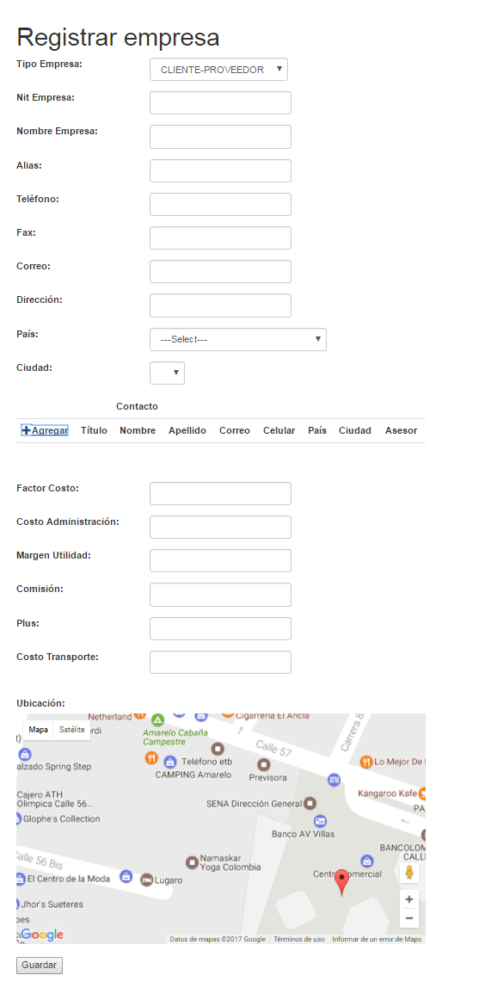 Registrar empresa
Tipo Empresa:
CLIENTE-PROVEEDOR
Nit Empresa:
Nombre Empresa:
Alias:
Teléfono:
Fax:
Correo:
Dirección:
País:
---Select---
Ciudad:
Contacto
Agregar Título Nombre Apellido Correo Celular País Ciudad Asesor
Factor Costo:
Costo Administración:
Margen Utilidad:
Comisión:
Plus:
Costo Transporte:
Ubicación:
Netherland
Cigarrería El Ancla
Carrera 8
Mapa Satélite
rdi
Amarelo Cabaña
Campestre
Calle 57
alzado Spring Step
Teléfono etb
Lo Mejor De
CAMPING Amarelo
Previsora
ATM
Cajero ATH
Olimpica Calle 56...
Kangaroo Kafe
SENA Dirección General
PA
Glophe's Collection
Banco AV Villas
BANCOLOM
CALL
Calle 56 Bis
Namaskar
Yoga Colombia
Centro Comercial
El Centro de la Moda
Lugaro
Jhor's Sueteres
bes
Google
Datos de mapas ©2017 Google Términos de uso Informar de un error de Maps
Guardar